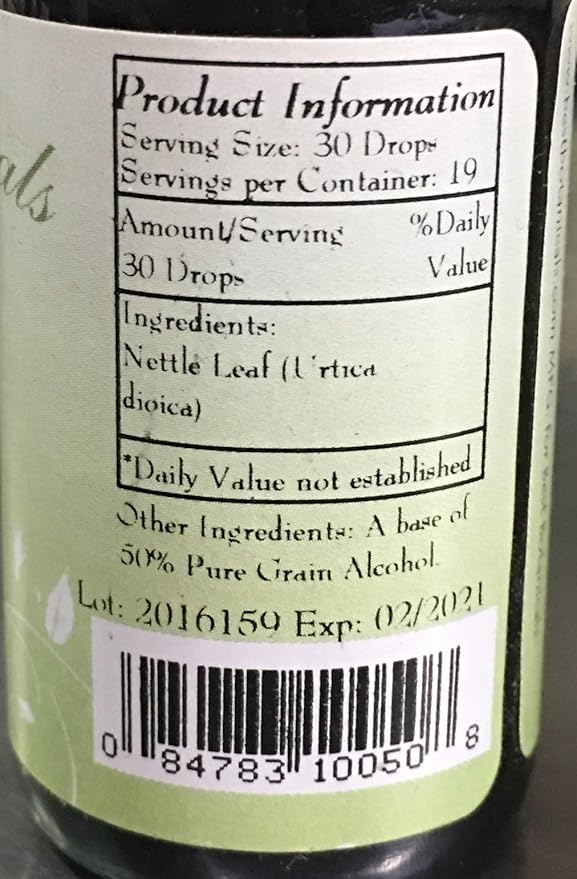 als
Product Information
Serving Size: 30 Drops
Servings per Container: 19
Amount/Serving %Daily
30 Drops Value
Ingredients:
Nettle Leaf (Urtica
dioica)
*Daily Value not established
Other Ingredients: A base of
50% Pure Grain Alcohol.
Lot: 2016159 Exp: 02/2021
0 84783 10050 8